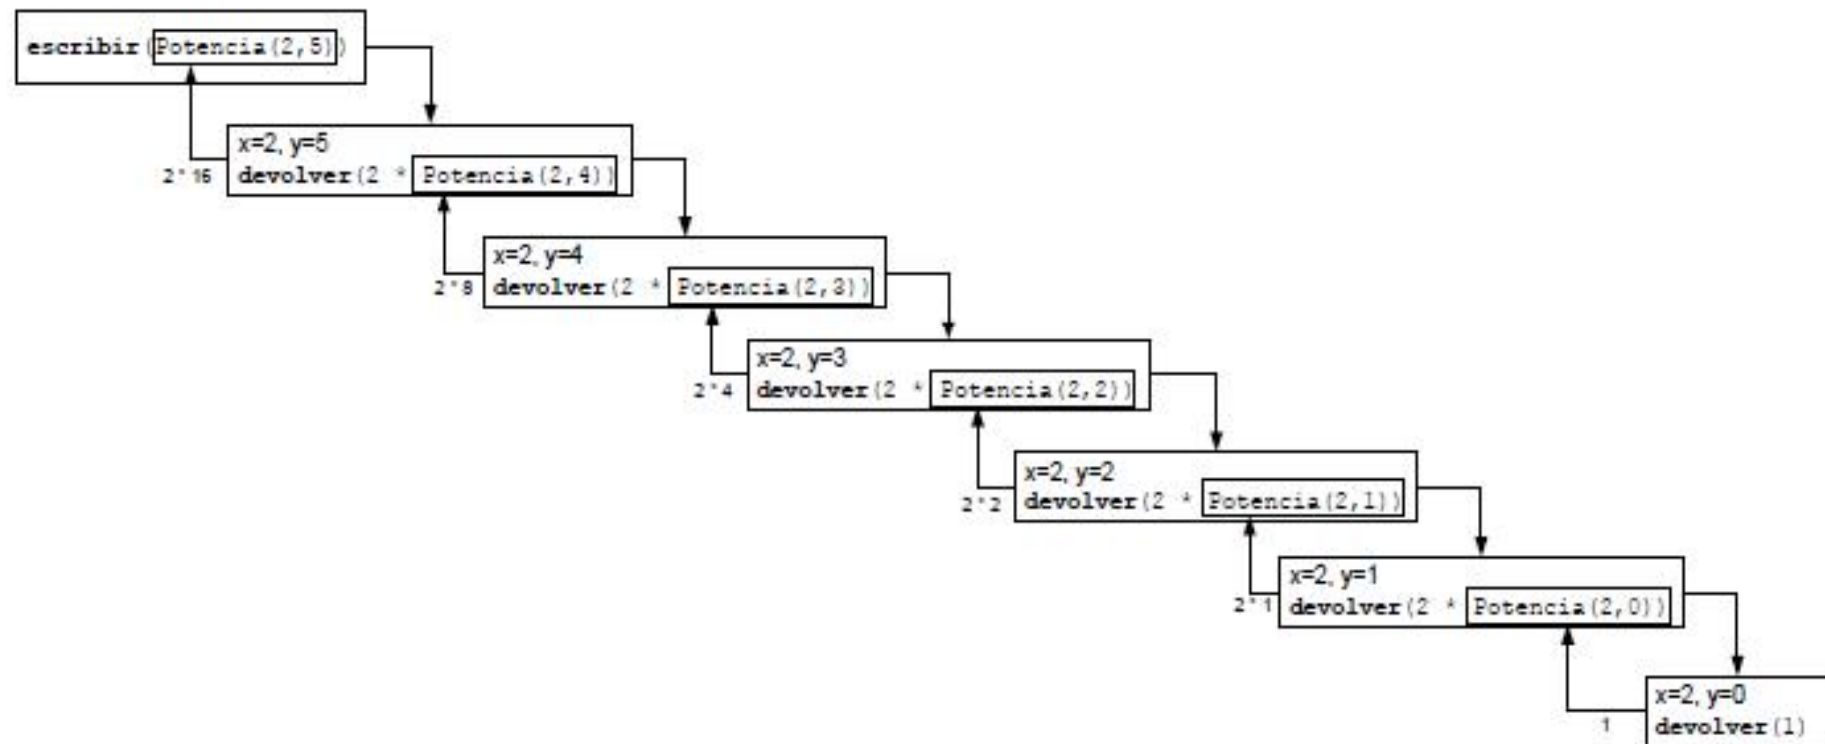 escribir(Potencia(2,5))
x=2, y=5
2*16
devolver(2 * Potencia(2,4))
x=2, y=4
2*8
devolver(2 * Potencia(2,3))
x=2, y=3
2*4
devolver(2 * Potencia(2,2))
x=2, y=2
2*2
devolver(2 * Potencia(2,1))
x=2, y=1
2*1
devolver(2 * Potencia(2,0))
x=2, y=0
1
devolver(1)